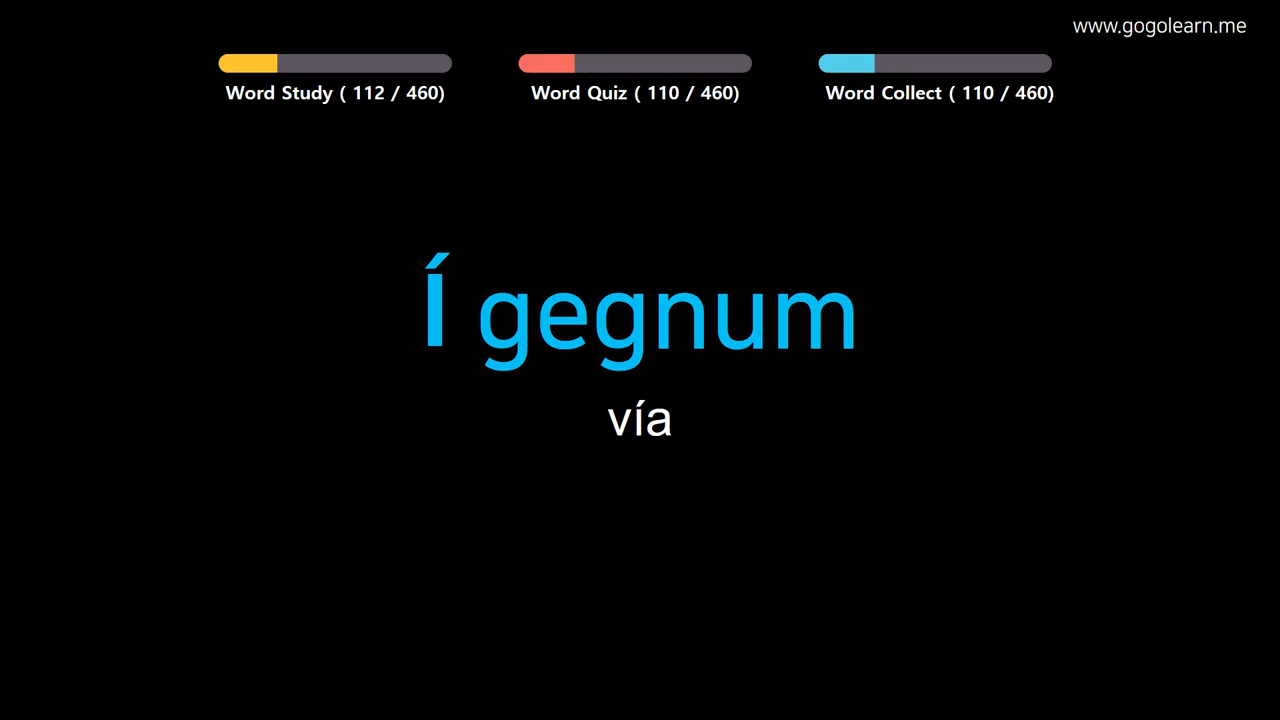 www.gogolearn.me
Word Study ( 112 / 460)
Word Quiz ( 110 / 460)
Word Collect ( 110 / 460)
Í gegnum
vía